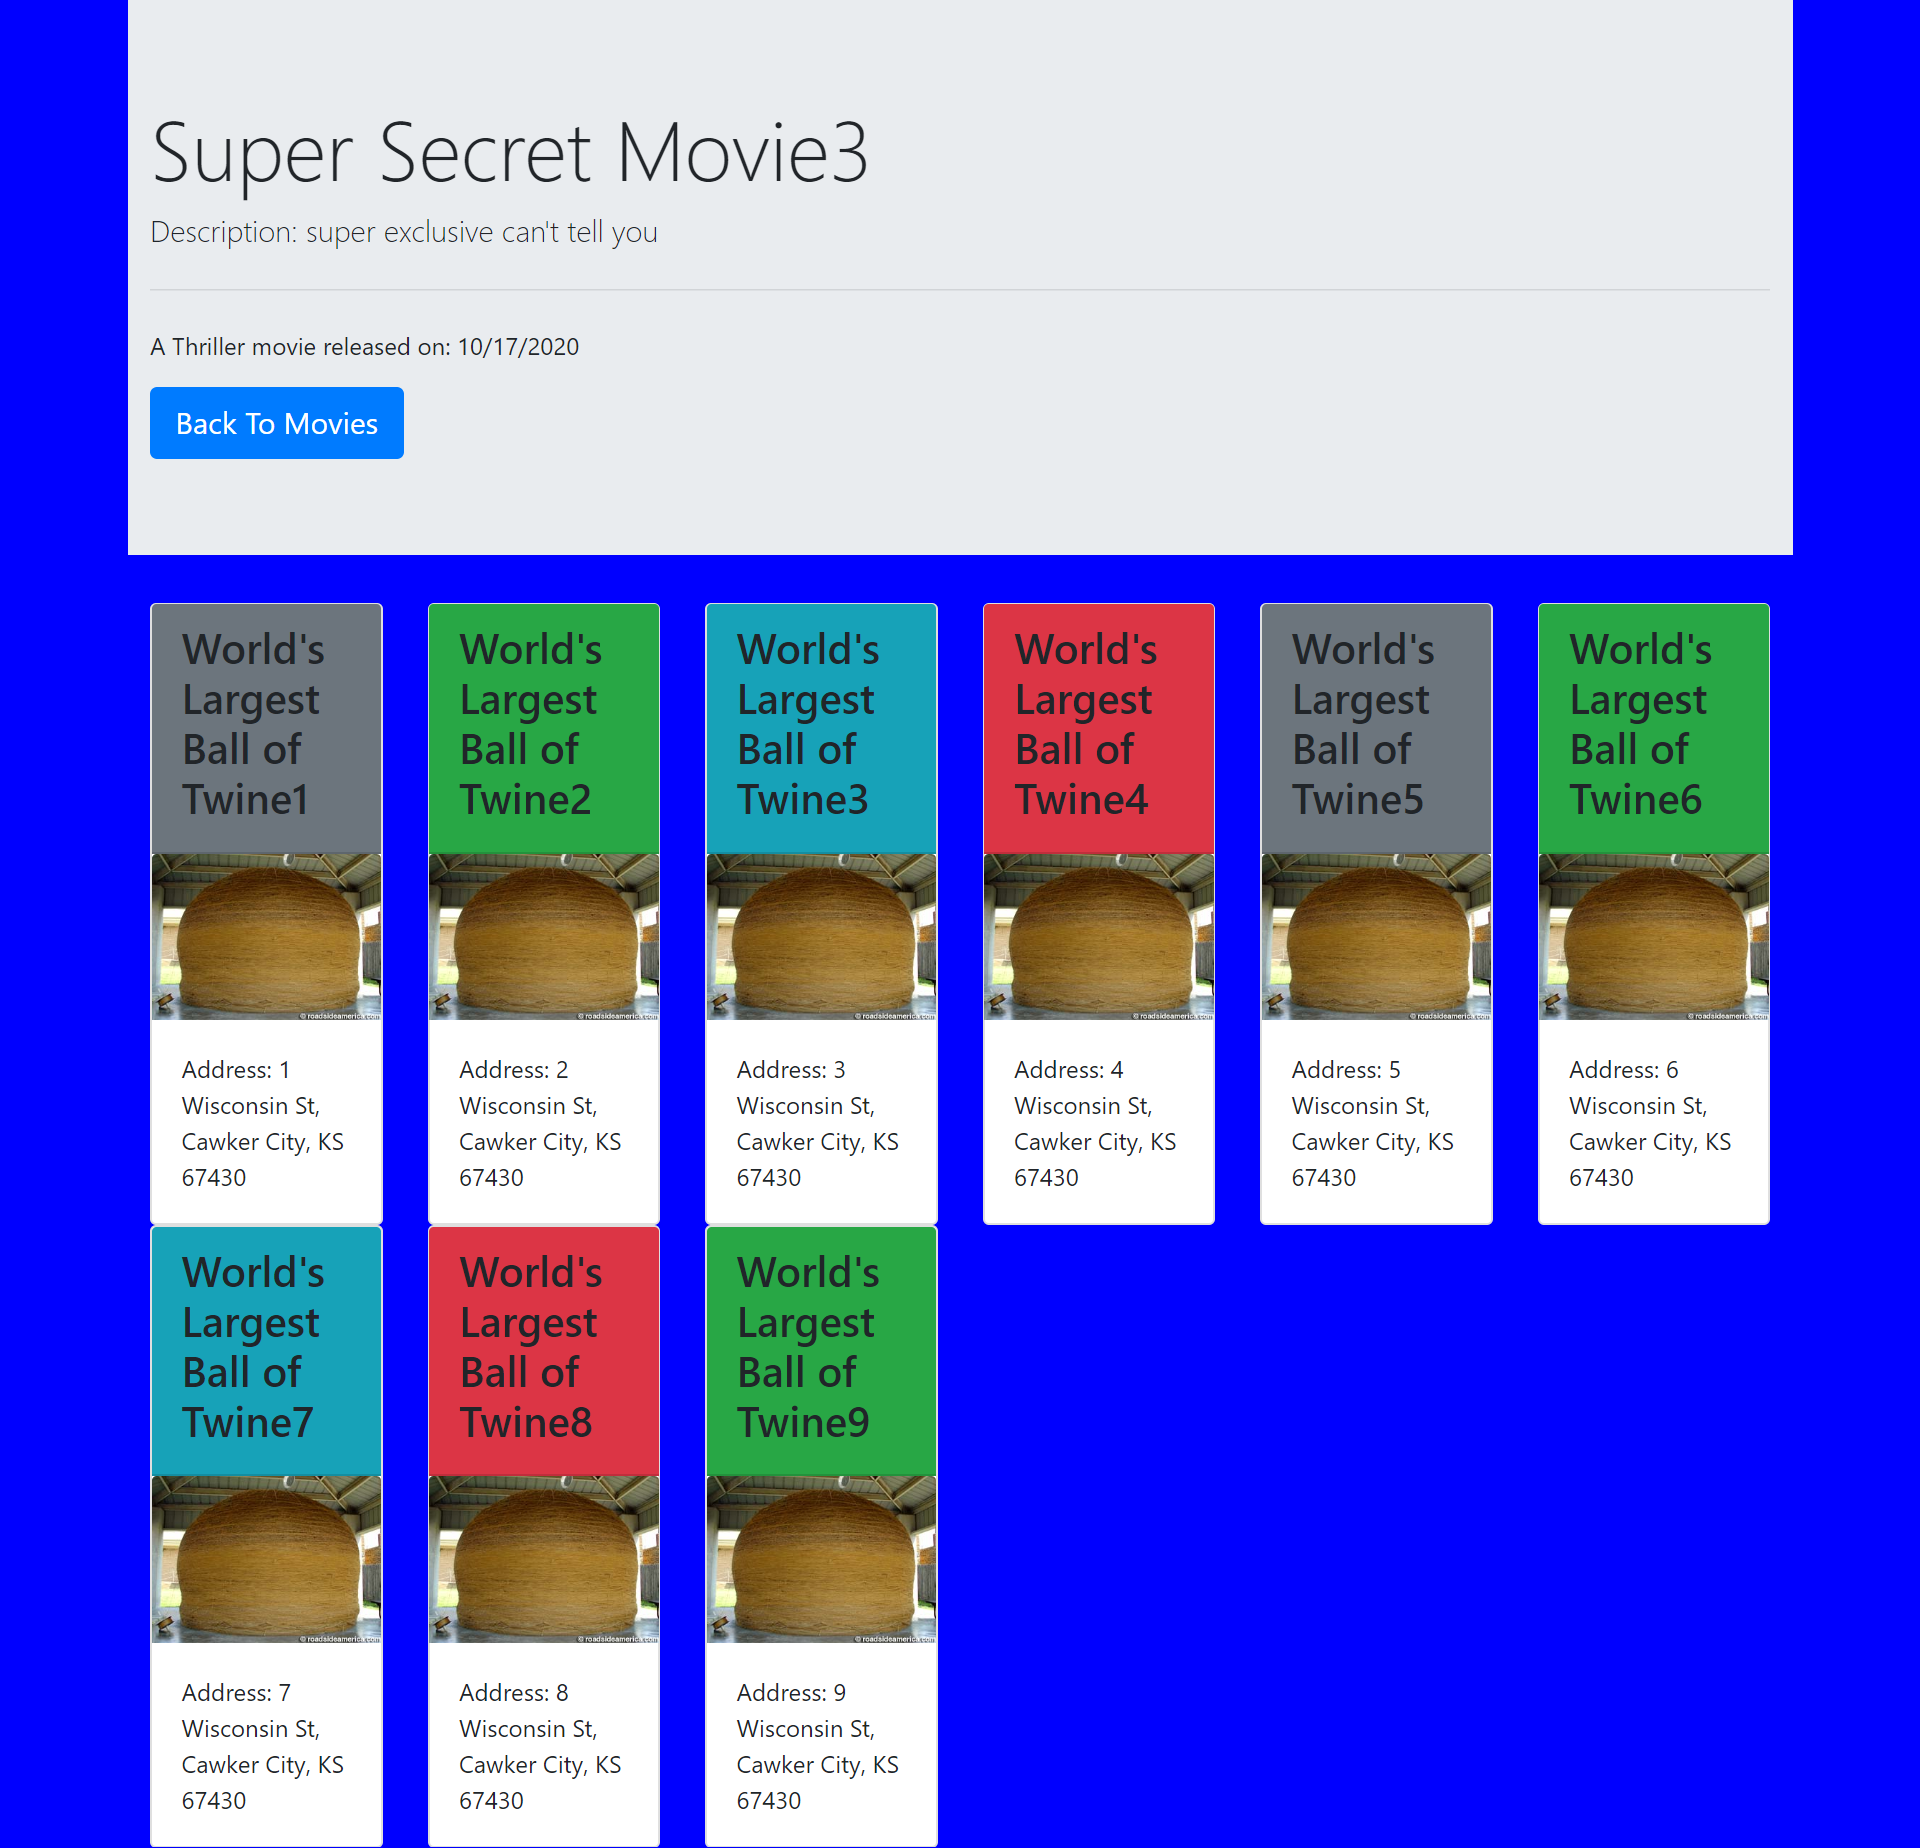 Super Secret Movie3
Description: super exclusive can't tell you
A Thriller movie released on: 10/17/2020
Back To Movies
World's
Largest
Ball of
Twine1
© roadsideamerica.com
Address: 1
Wisconsin St,
Cawker City, KS
67430
World's
Largest
Ball of
Twine2
© roadsideamerica.com
Address: 2
Wisconsin St,
Cawker City, KS
67430
World's
Largest
Ball of
Twine3
© roadsideamerica.com
Address: 3
Wisconsin St,
Cawker City, KS
67430
World's
Largest
Ball of
Twine4
© roadsideamerica.com
Address: 4
Wisconsin St,
Cawker City, KS
67430
World's
Largest
Ball of
Twine5
© roadsideamerica.com
Address: 5
Wisconsin St,
Cawker City, KS
67430
World's
Largest
Ball of
Twine6
© roadsideamerica.com
Address: 6
Wisconsin St,
Cawker City, KS
67430
World's
Largest
Ball of
Twine7
© roadsideamerica.com
Address: 7
Wisconsin St,
Cawker City, KS
67430
World's
Largest
Ball of
Twine8
© roadsideamerica.com
Address: 8
Wisconsin St,
Cawker City, KS
67430
World's
Largest
Ball of
Twine9
© roadsideamerica.com
Address: 9
Wisconsin St,
Cawker City, KS
67430